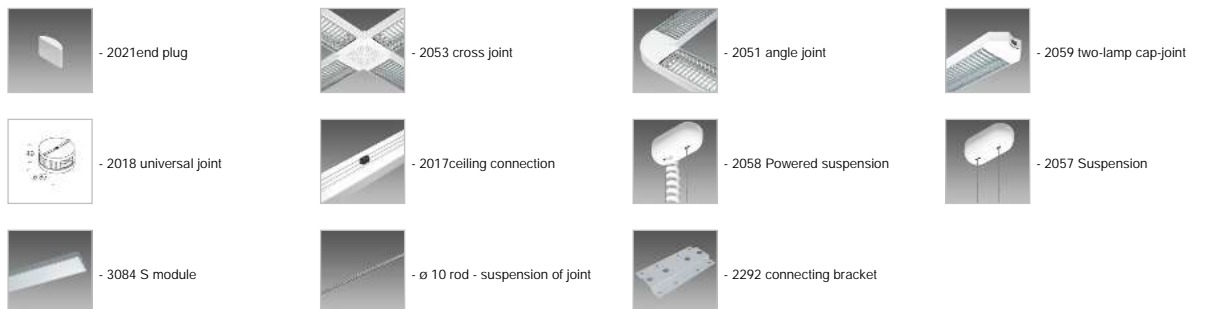 - 2021end plug
- 2053 cross joint
- 2051 angle joint
- 2059 two-lamp cap-joint
- 2018 universal joint
- 2017ceiling connection
- 2058 Powered suspension
- 2057 Suspension
- 3084 S module
- ø 10 rod - suspension of joint
- 2292 connecting bracket